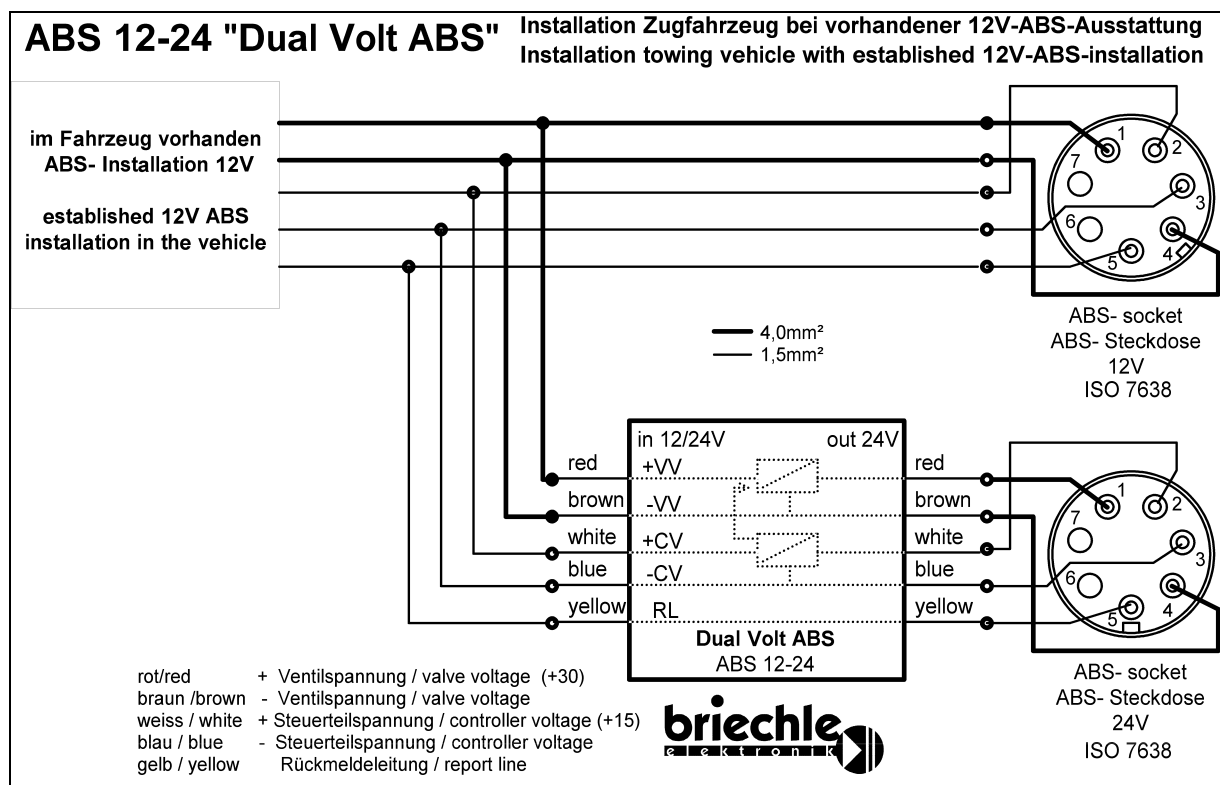 ABS 12-24 "Dual Volt ABS"
Installation Zugfahrzeug bei vorhandener 12V-ABS-Ausstattung
Installation towing vehicle with established 12V-ABS-installation
im Fahrzeug vorhanden
ABS- Installation 12V
established 12V ABS
installation in the vehicle
1
2
3
4
5
6
7
ABS- socket
ABS- Steckdose
12V
ISO 7638
4,0mm²
1,5mm²
in 12/24V
out 24V
red
+VV
red
brown
-VV
brown
white
+CV
white
blue
-CV
blue
yellow
RL
yellow
Dual Volt ABS
ABS 12-24
1
2
3
4
5
6
7
ABS- socket
ABS- Steckdose
24V
ISO 7638
rot/red + Ventilspannung / valve voltage (+30)
braun /brown - Ventilspannung / valve voltage
weiss / white + Steuerteilspannung / controller voltage (+15)
blau / blue - Steuerteilspannung / controller voltage
gelb / yellow Rückmeldeleitung / report line
briechle
elektronik